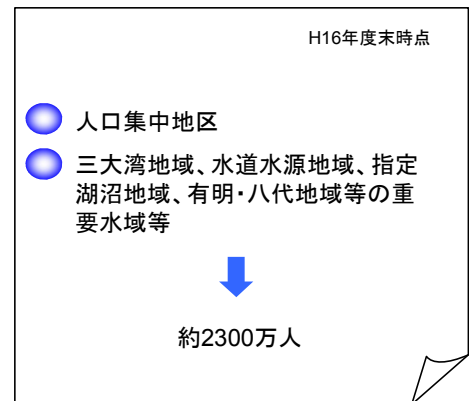 H16年度末時点
人口集中地区
三大湾地域、水道水源地域、指定
湖沼地域、有明・八代地域等の重
要水域等
約2300万人